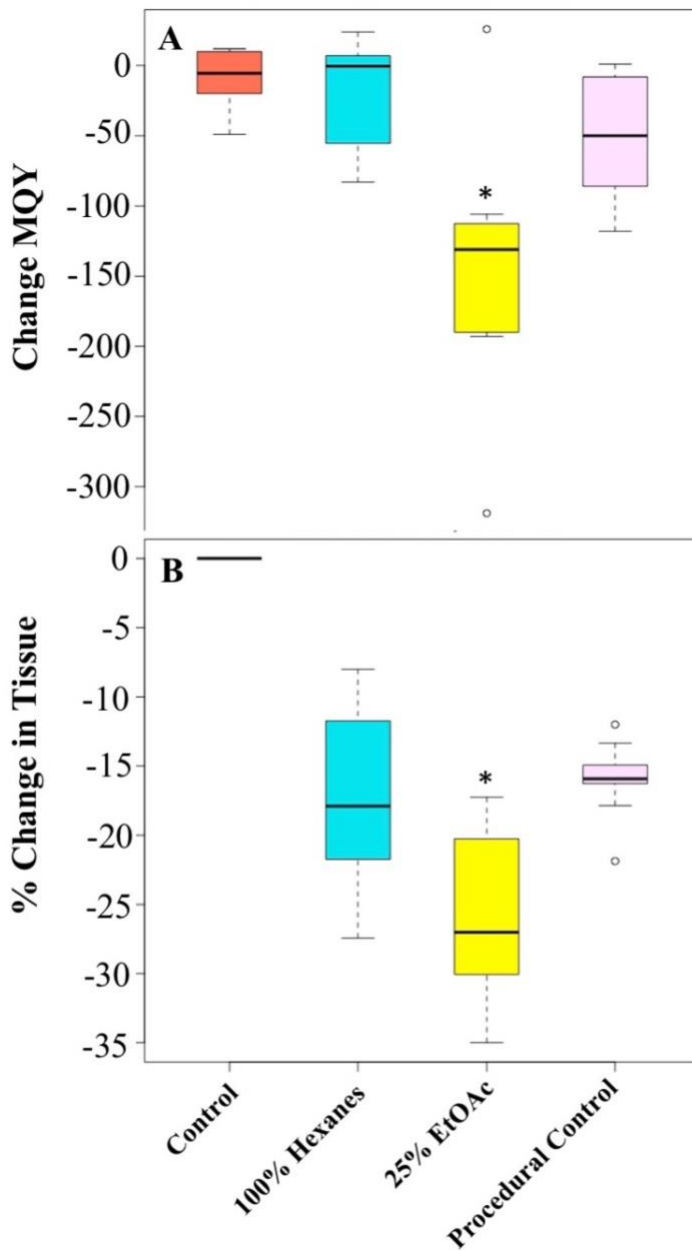 A
Change MQY
0
-50
-100
-150
-200
-250
-300
*
B
% Change in Tissue
0
-5
-10
-15
-20
-25
-30
-35
*
Control
100% Hexanes
25% EtOAc
Procedural Control